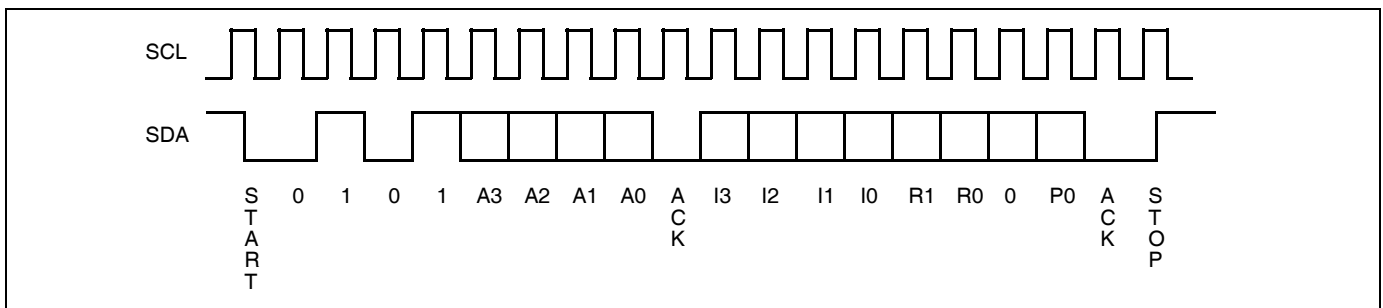 SCL
SDA
START 0 1 0 1 A3 A2 A1 A0 ACK I3 I2 I1 I0 R1 R0 0 P0 ACK STOP